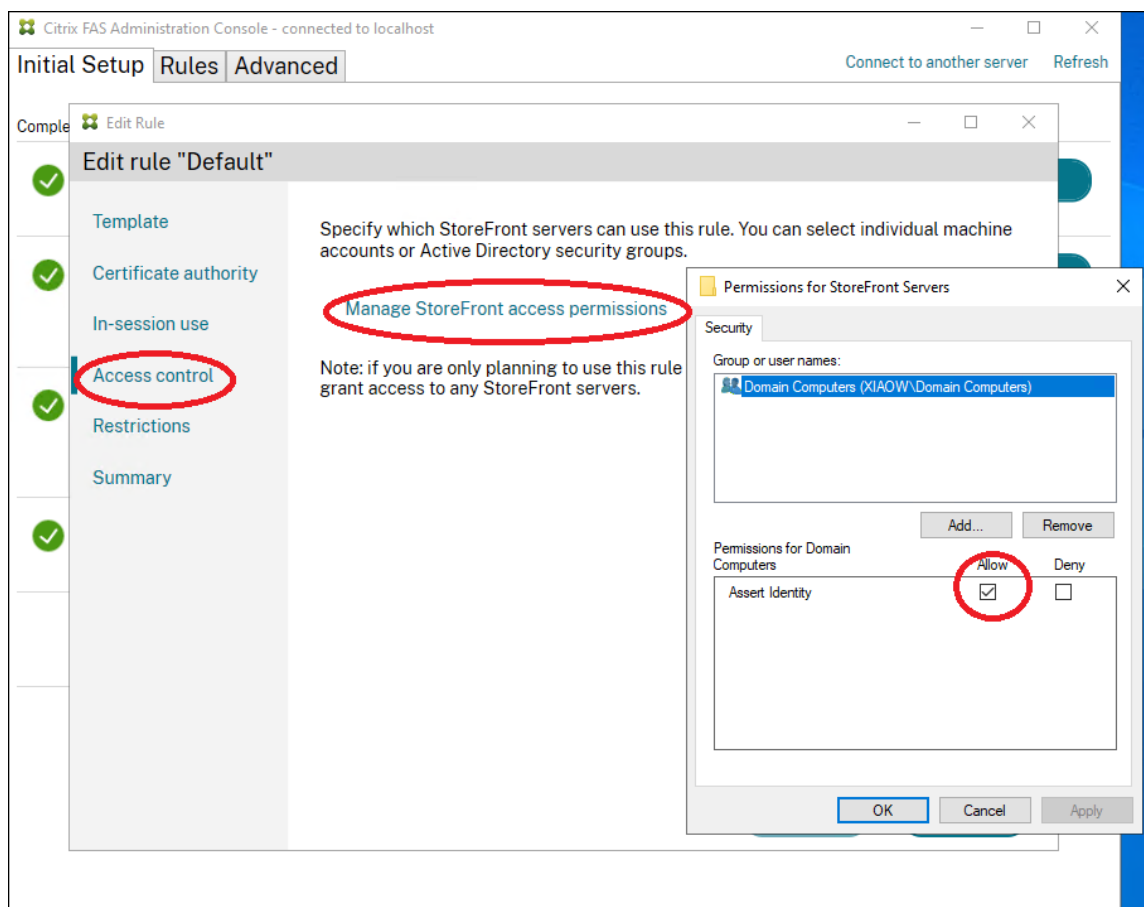 Citrix FAS Administration Console - connected to localhost
Initial Setup Rules Advanced
Connect to another server Refresh
Edit Rule
Edit rule "Default"
Template
Certificate authority
In-session use
Access control
Restrictions
Summary
Specify which StoreFront servers can use this rule. You can select individual machine
accounts or Active Directory security groups.
Manage StoreFront access permissions
Note: if you are only planning to use this rule
grant access to any StoreFront servers.
Permissions for StoreFront Servers
Security
Group or user names:
Domain Computers (XIAOW\Domain Computers)
Add... Remove
Permissions for Domain
Computers Allow Deny
Assert Identity
OK Cancel Apply